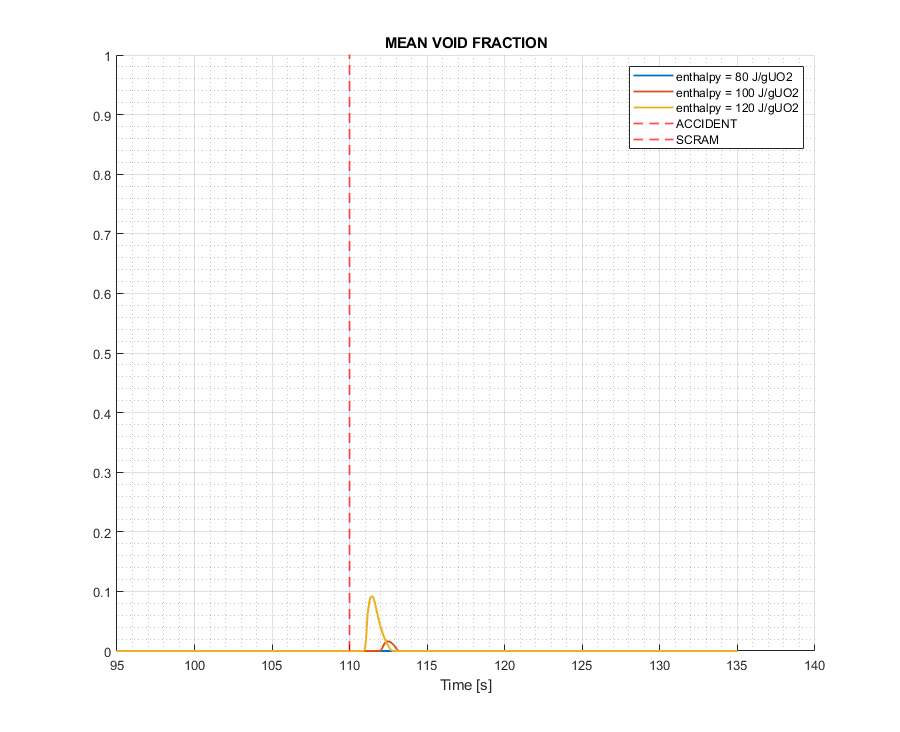 MEAN VOID FRACTION
enthalpy = 80 J/gUO2
enthalpy = 100 J/gUO2
enthalpy = 120 J/gUO2
ACCIDENT
SCRAM
1
0.9
0.8
0.7
0.6
0.5
0.4
0.3
0.2
0.1
0
95 100 105 110 115 120 125 130 135 140
Time [s]